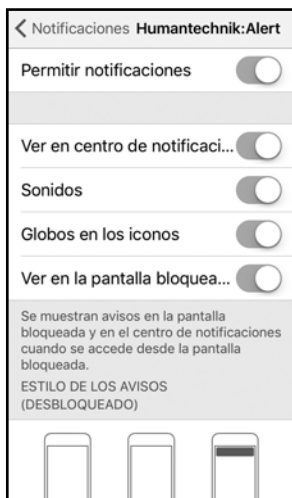 Notificaciones Humantechnik:Alert
Permitir notificaciones
Ver en centro de notificaci...
Sonidos
Globos en los iconos
Ver en la pantalla bloquea...
Se muestran avisos en la pantalla
bloqueada y en el centro de notificaciones
cuando se accede desde la pantalla
bloqueada.
ESTILO DE LOS AVISOS
(DESBLOQUEADO)